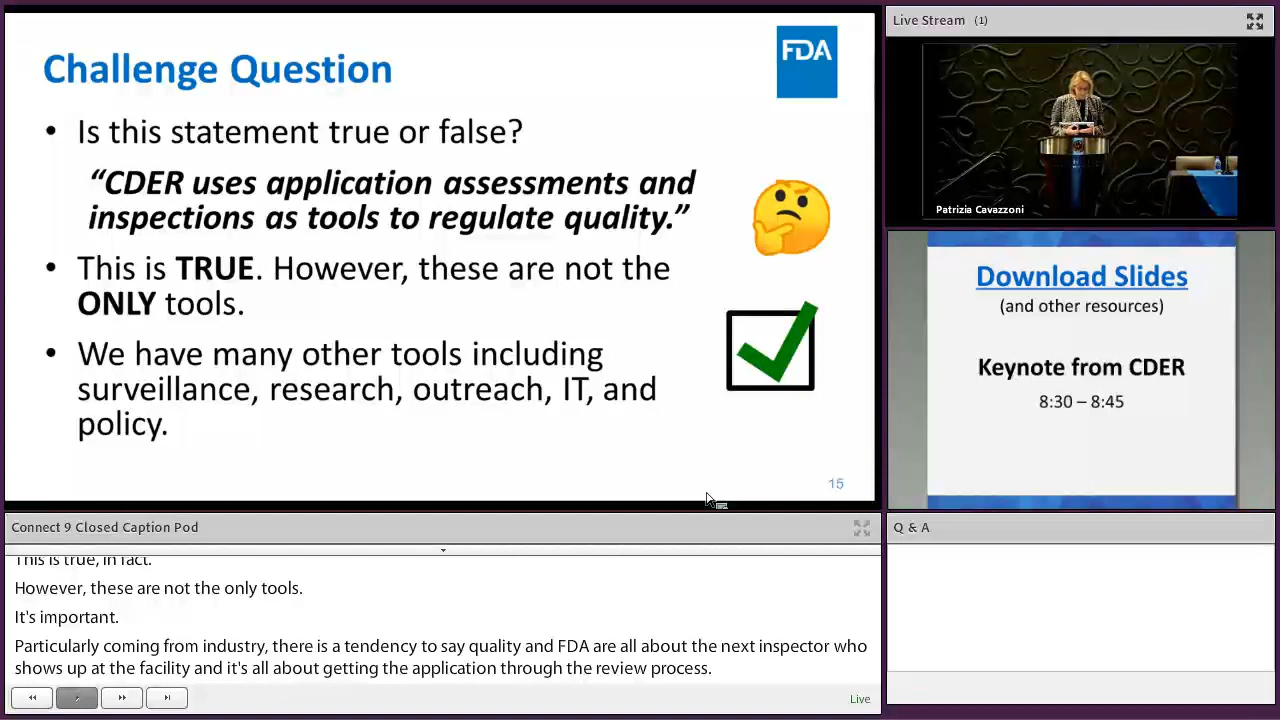 Challenge Question
FDA
• Is this statement true or false?
“CDER uses application assessments and
inspections as tools to regulate quality.”
• This is TRUE. However, these are not the
ONLY tools.
• We have many other tools including
surveillance, research, outreach, IT, and
policy.
15
Live Stream (1)
Patrizia Cavazzoni
Download Slides
(and other resources)
Keynote from CDER
8:30 – 8:45
Connect 9 Closed Caption Pod
This is true, in fact.
However, these are not the only tools.
It's important.
Particularly coming from industry, there is a tendency to say quality and FDA are all about the next inspector who
shows up at the facility and it's all about getting the application through the review process.
Live
Q & A